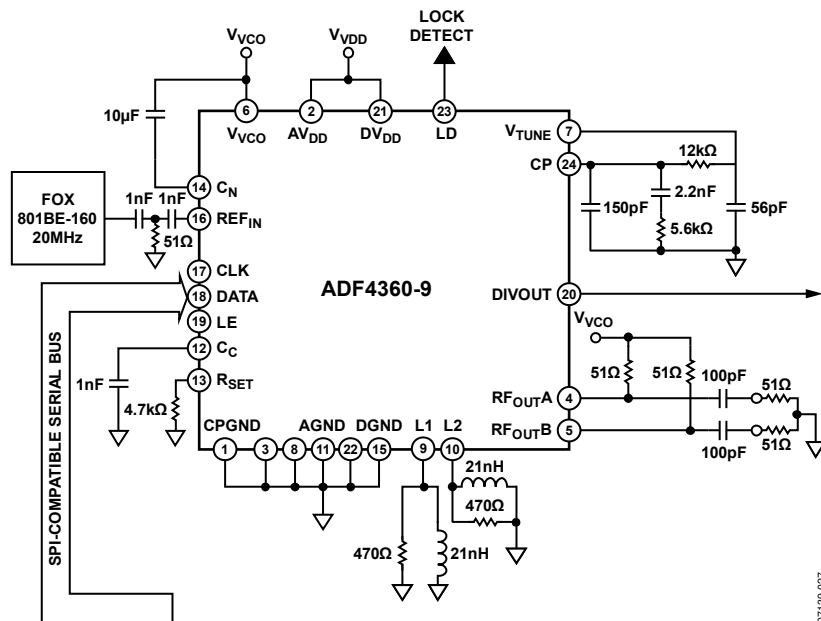 LOCK
DETECT
VVCO
VVDD
6
2
21
23
VVCO
AVDD
DVDD
LD
10µF
VTUNE
7
CP
24
12kΩ
150pF
2.2nF
5.6kΩ
56pF
14
CN
FOX
801BE-160
20MHz
1nF
1nF
16
REFIN
51Ω
17
CLK
18
DATA
19
LE
ADF4360-9
DIVOUT
20
12
CC
1nF
13
RSET
4.7kΩ
VVCO
51Ω
51Ω
RFOUTA
4
100pF
51Ω
RFOUTB
5
100pF
51Ω
CPGND
AGND
DGND
L1
L2
1
3
8
11
22
15
9
10
21nH
470Ω
470Ω
21nH
SPI-COMPATIBLE SERIAL BUS